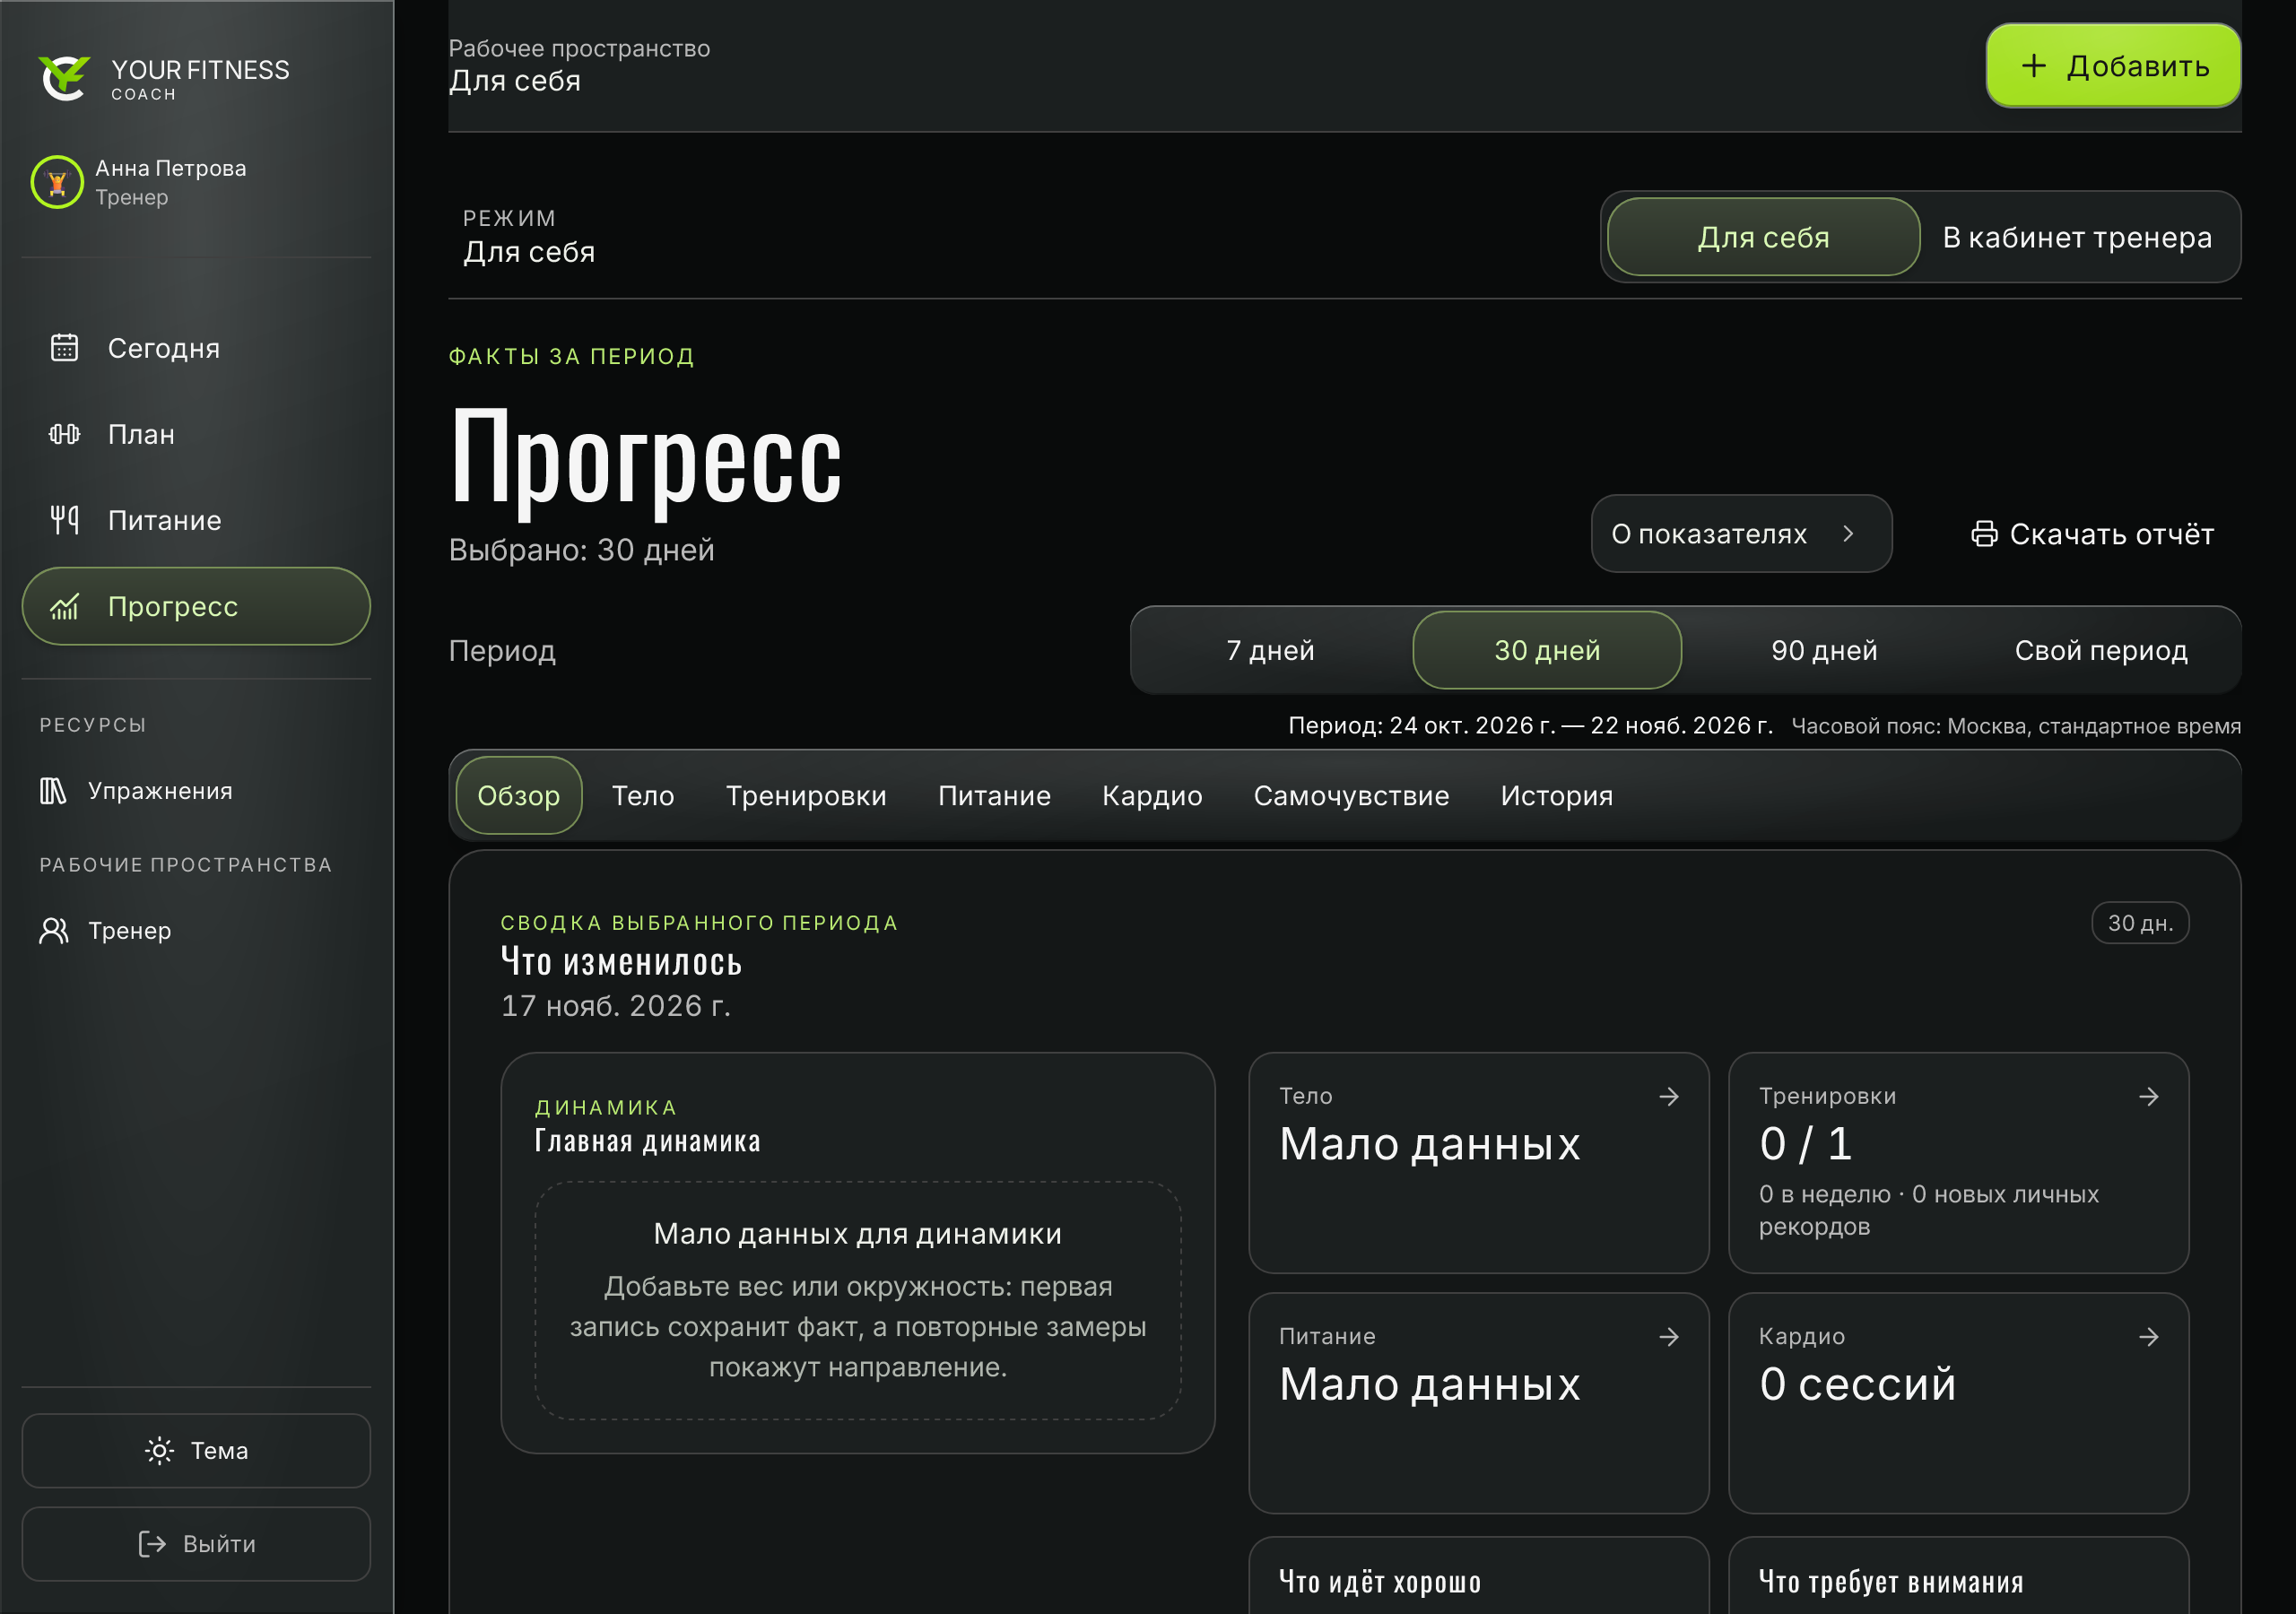 YOUR FITNESS
COACH
Анна Петрова
Тренер
Сегодня
План
Питание
Прогресс
РЕСУРСЫ
Упражнения
РАБОЧИЕ ПРОСТРАНСТВА
Тренер
Тема
Выйти
Рабочее пространство
Для себя
Добавить
РЕЖИМ
Для себя
Для себя
В кабинет тренера
ФАКТЫ ЗА ПЕРИОД
Прогресс
Выбрано: 30 дней
О показателях
Скачать отчёт
Период
7 дней
30 дней
90 дней
Свой период
Период: 24 окт. 2026 г. — 22 нояб. 2026 г. Часовой пояс: Москва, стандартное время
Обзор
Тело
Тренировки
Питание
Кардио
Самочувствие
История
СВОДКА ВЫБРАННОГО ПЕРИОДА
Что изменилось
17 нояб. 2026 г.
30 дн.
ДИНАМИКА
Главная динамика
Мало данных для динамики
Добавьте вес или окружность: первая
запись сохранит факт, а повторные замеры
покажут направление.
Тело
Мало данных
Тренировки
0 / 1
0 в неделю · 0 новых личных
рекордов
Питание
Мало данных
Кардио
0 сессий
Что идёт хорошо
Что требует внимания